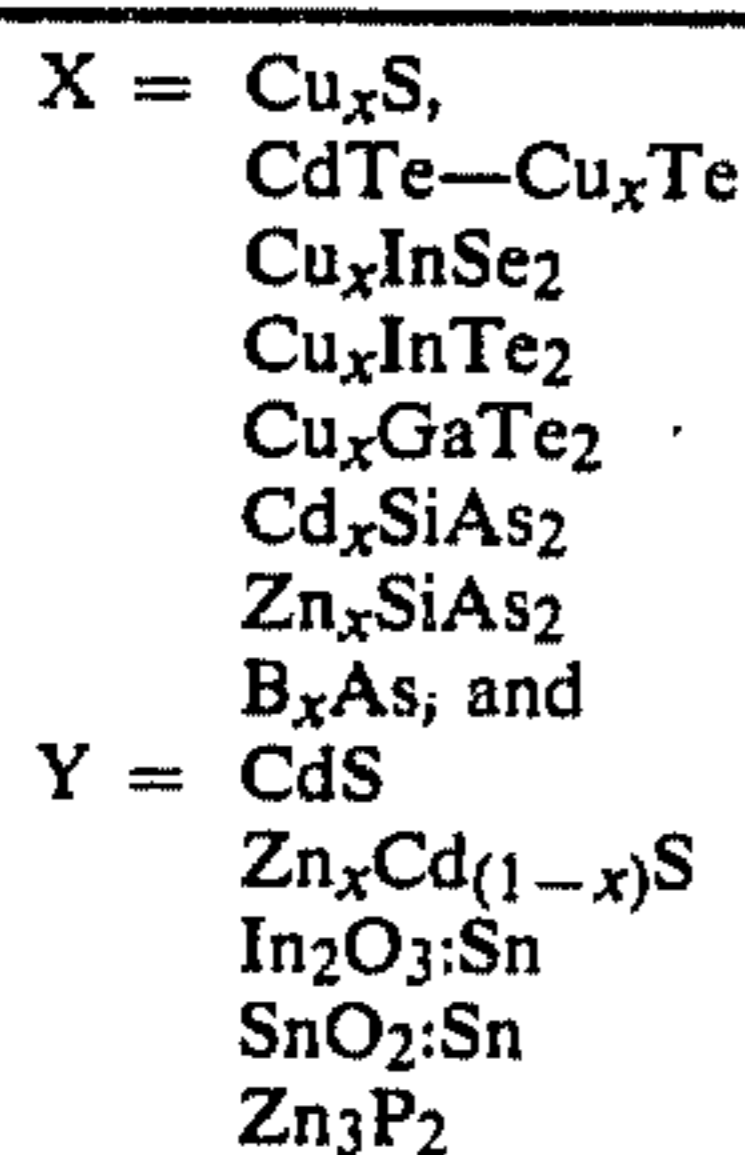 X = CuₓS,
CdTe—CuₓTe
CuₓInSe₂
CuₓInTe₂
CuₓGaTe₂
CdₓSiAs₂
ZnₓSiAs₂
BₓAs; and
Y = CdS
ZnₓCd₍₁₋ₓ₎S
In₂O₃:Sn
SnO₂:Sn
Zn₃P₂